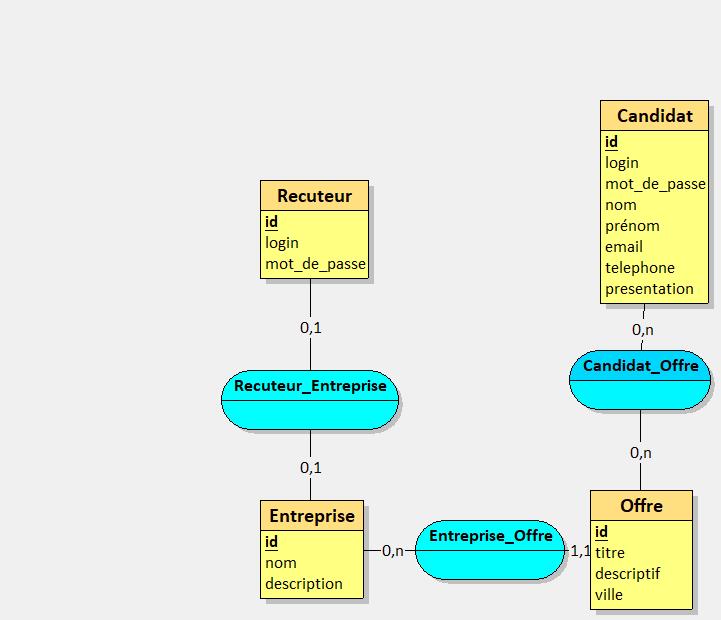 Candidat
id
login
mot_de_passe
nom
prénom
email
telephone
presentation
0,n
Candidat_Offre
0,n
Recuteur
id
login
mot_de_passe
0,1
Recuteur_Entreprise
0,1
Entreprise
id
nom
description
0,n
Entreprise_Offre
1,1
Offre
id
titre
descriptif
ville